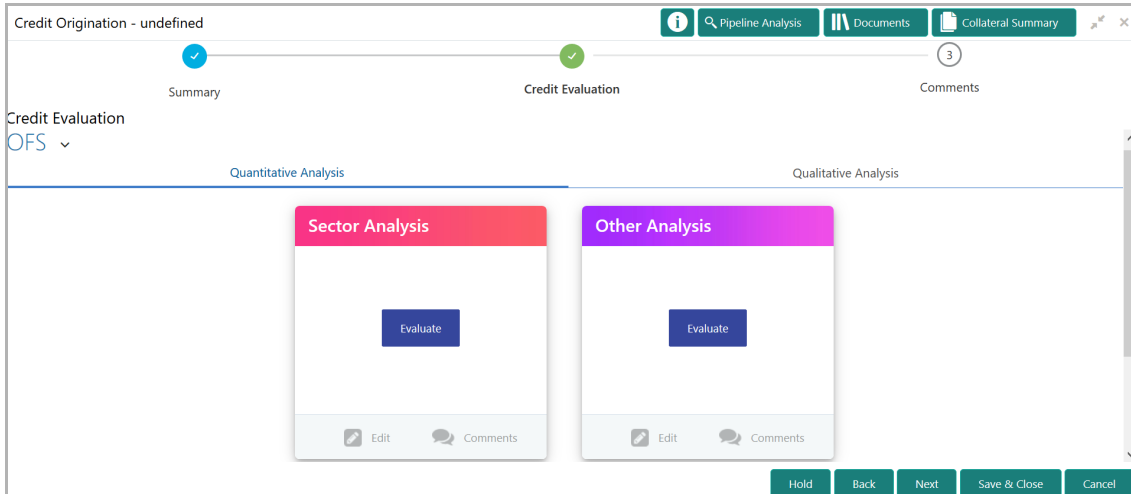 Credit Origination - undefined
Pipeline Analysis
Documents
Collateral Summary
3
Summary
Credit Evaluation
Comments
Credit Evaluation
OFS
Quantitative Analysis
Qualitative Analysis
Sector Analysis
Other Analysis
Evaluate
Evaluate
Edit
Comments
Edit
Comments
Hold
Back
Next
Save & Close
Cancel